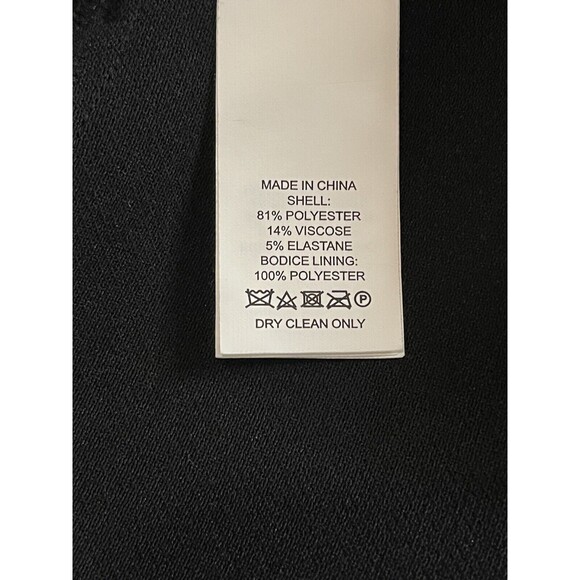 MADE IN CHINA
SHELL:
81% POLYESTER
14% VISCOSE
5% ELASTANE
BODICE LINING:
100% POLYESTER
P
DRY CLEAN ONLY